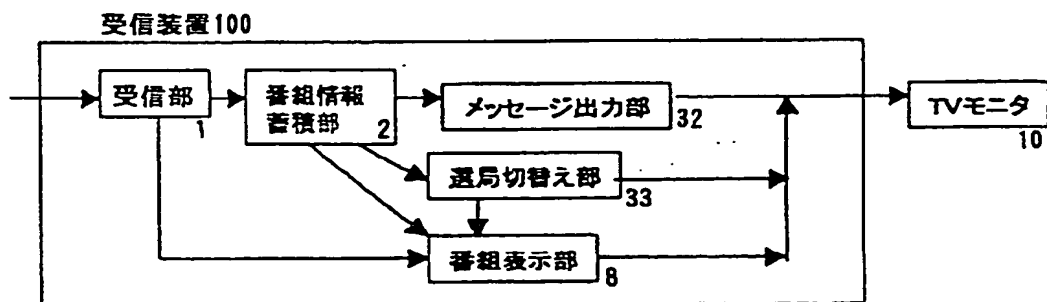 受信装置100
受信部
1
番組情報
蓄積部
2
メッセージ出力部
32
TVモニタ
10
選局切替え部
33
番組表示部
8